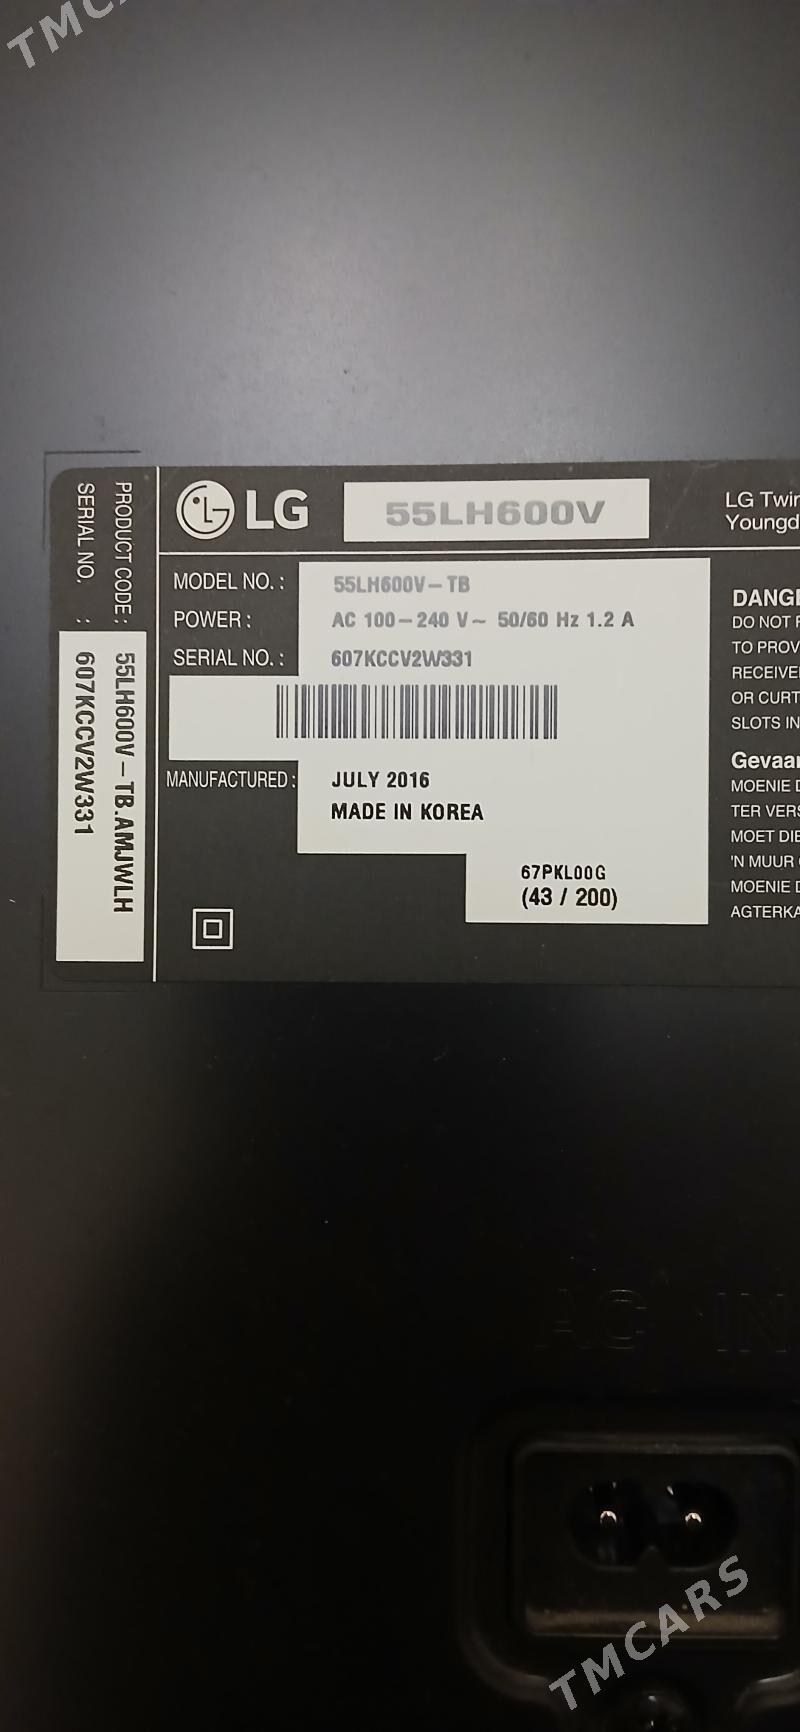 TMCARS
LG
55LH600V
LG Twin
Youngd
MODEL NO. : 55LH600V-TB
POWER : AC 100-240 V~ 50/60 Hz 1.2 A
SERIAL NO. : 607KCCV2W331
MANUFACTURED : JULY 2016
MADE IN KOREA
67PKL00G
(43 / 200)
PRODUCT CODE : 55LH600V-TB.AMJWLH
SERIAL NO. : 607KCCV2W331
DANGE
DO NOT
TO PROV
RECEIVE
OR CURT
SLOTS IN
Gevaar
MOENIE
TER VERS
MOET DIE
'N MUUR
MOENIE
AGTERKA
AC IN
TMCARS